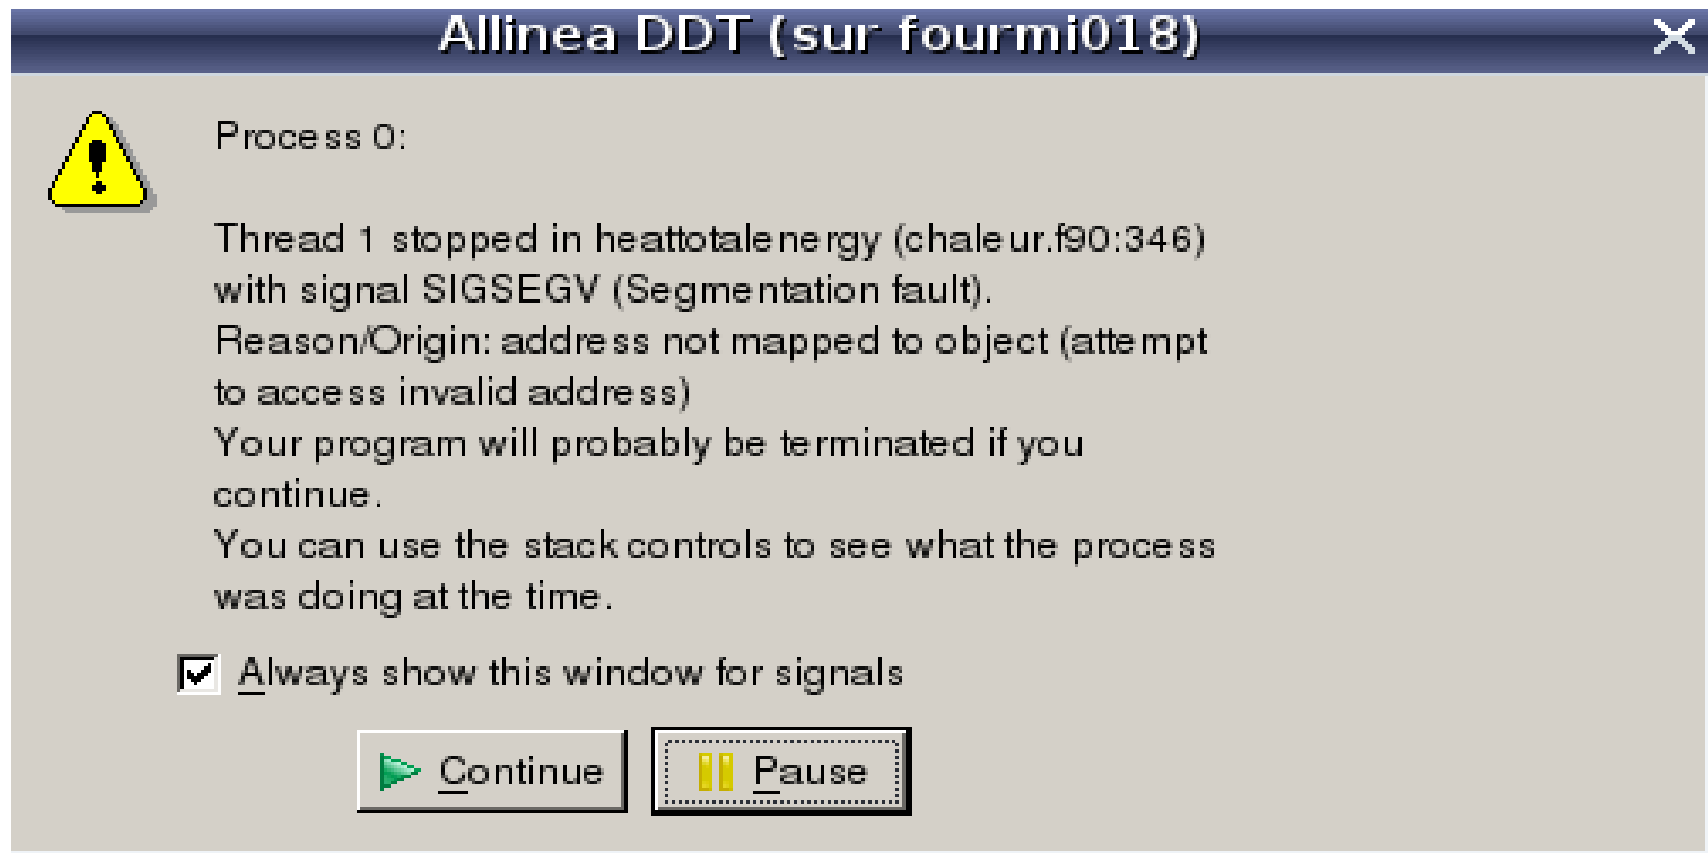 Allinea DDT (sur fourmi018)
Process 0:
Thread 1 stopped in heattotalenergy (chaleur.f90:346)
with signal SIGSEGV (Segmentation fault).
Reason/Origin: address not mapped to object (attempt
to access invalid address)
Your program will probably be terminated if you
continue.
You can use the stack controls to see what the process
was doing at the time.
Always show this window for signals
Continue
Pause